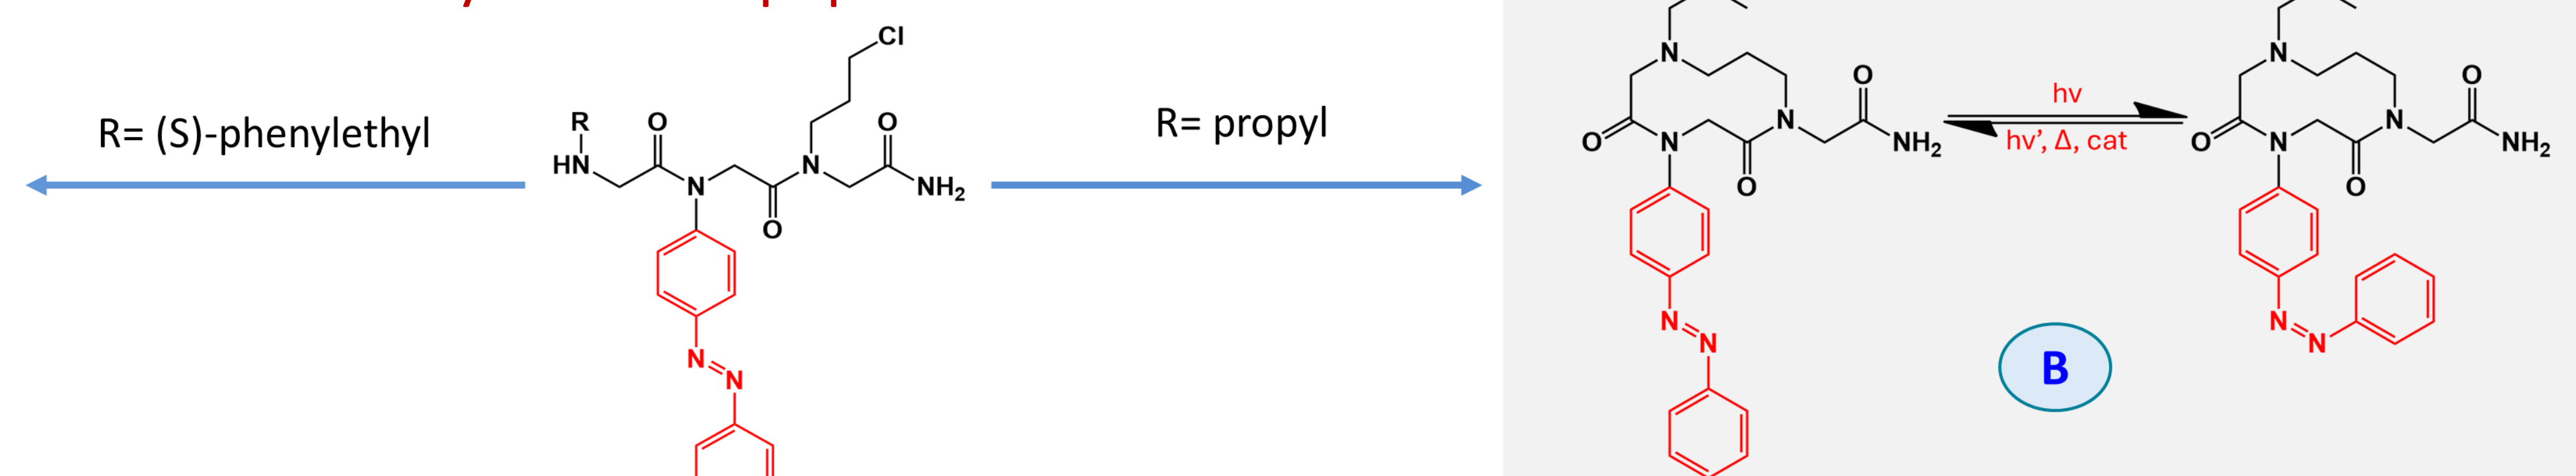 R= (S)-phenylethyl
Cl
R
HN
O
N
O
N
O
NH2
N
N
R= propyl
N
O
N
O
N
O
NH2
N
N
hv
hv’, Δ, cat
N
O
N
O
N
O
NH2
N
N
B